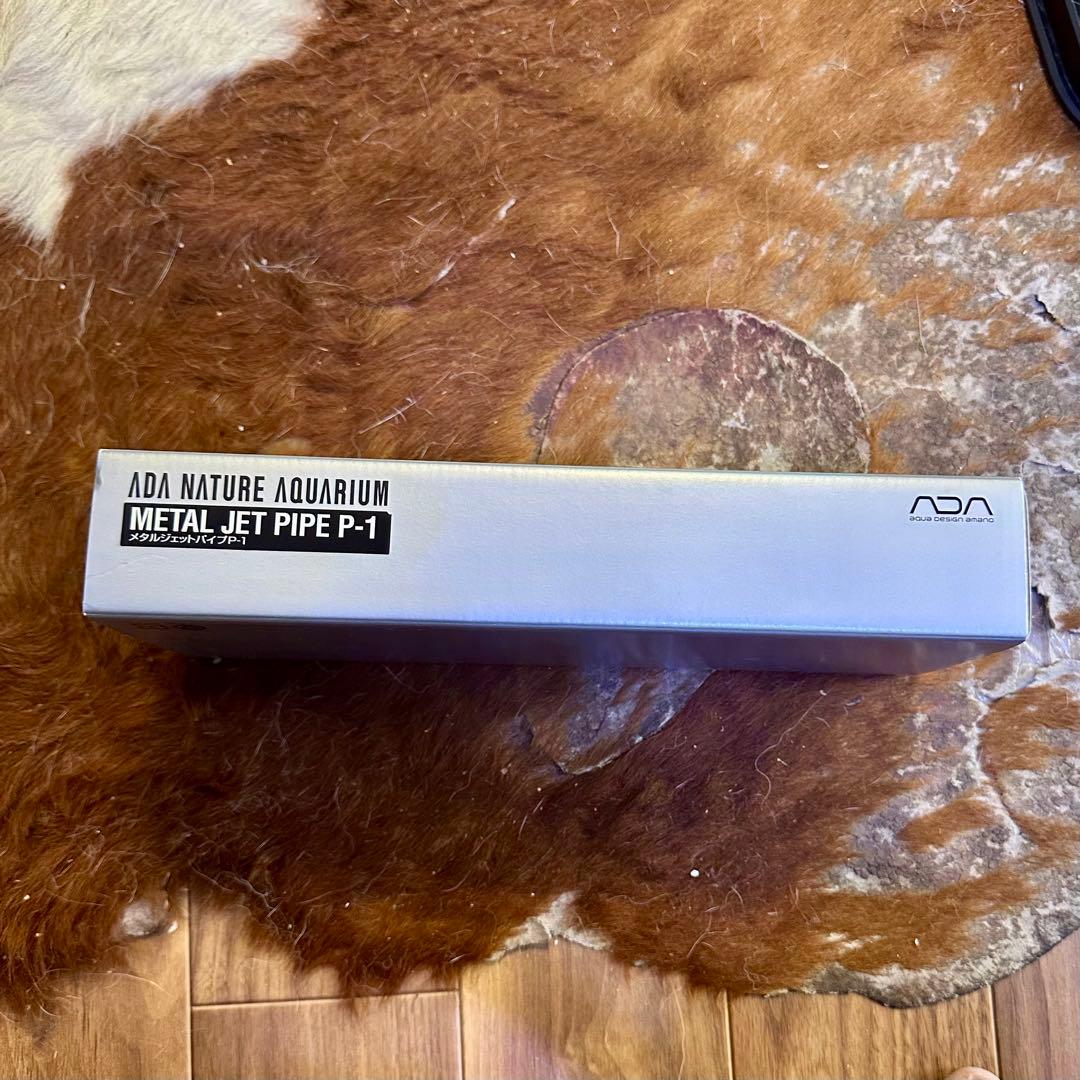 ADA NATURE AQUARIUM
METAL JET PIPE P-1
メタルジェットパイプP-1
ADA
aqua design amano